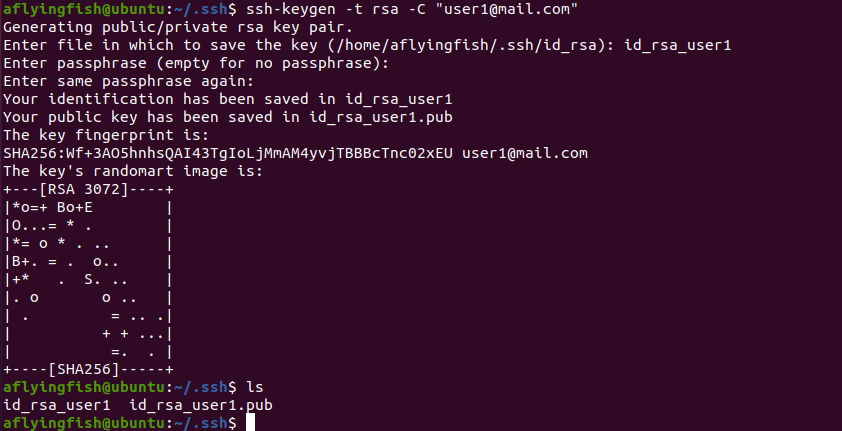 aflyingfish@ubuntu:~/.ssh$ ssh-keygen -t rsa -C "user1@mail.com"
Generating public/private rsa key pair.
Enter file in which to save the key (/home/aflyingfish/.ssh/id_rsa): id_rsa_user1
Enter passphrase (empty for no passphrase):
Enter same passphrase again:
Your identification has been saved in id_rsa_user1
Your public key has been saved in id_rsa_user1.pub
The key fingerprint is:
SHA256:Wf+3AO5hnhsQAI43TgIoLjMmAM4yvjTBBBcTnc02xEU user1@mail.com
The key's randomart image is:
+---[RSA 3072]----+
|*o=+ Bo+E        |
|O...= * .        |
|*= o * . ..      |
|B+. = .  o..     |
|+*   .  S. ..    |
|. o       o ..   |
| .         = .. .|
|          + + ...|
|           =.  . |
+----[SHA256]-----+
aflyingfish@ubuntu:~/.ssh$ ls
id_rsa_user1  id_rsa_user1.pub
aflyingfish@ubuntu:~/.ssh$